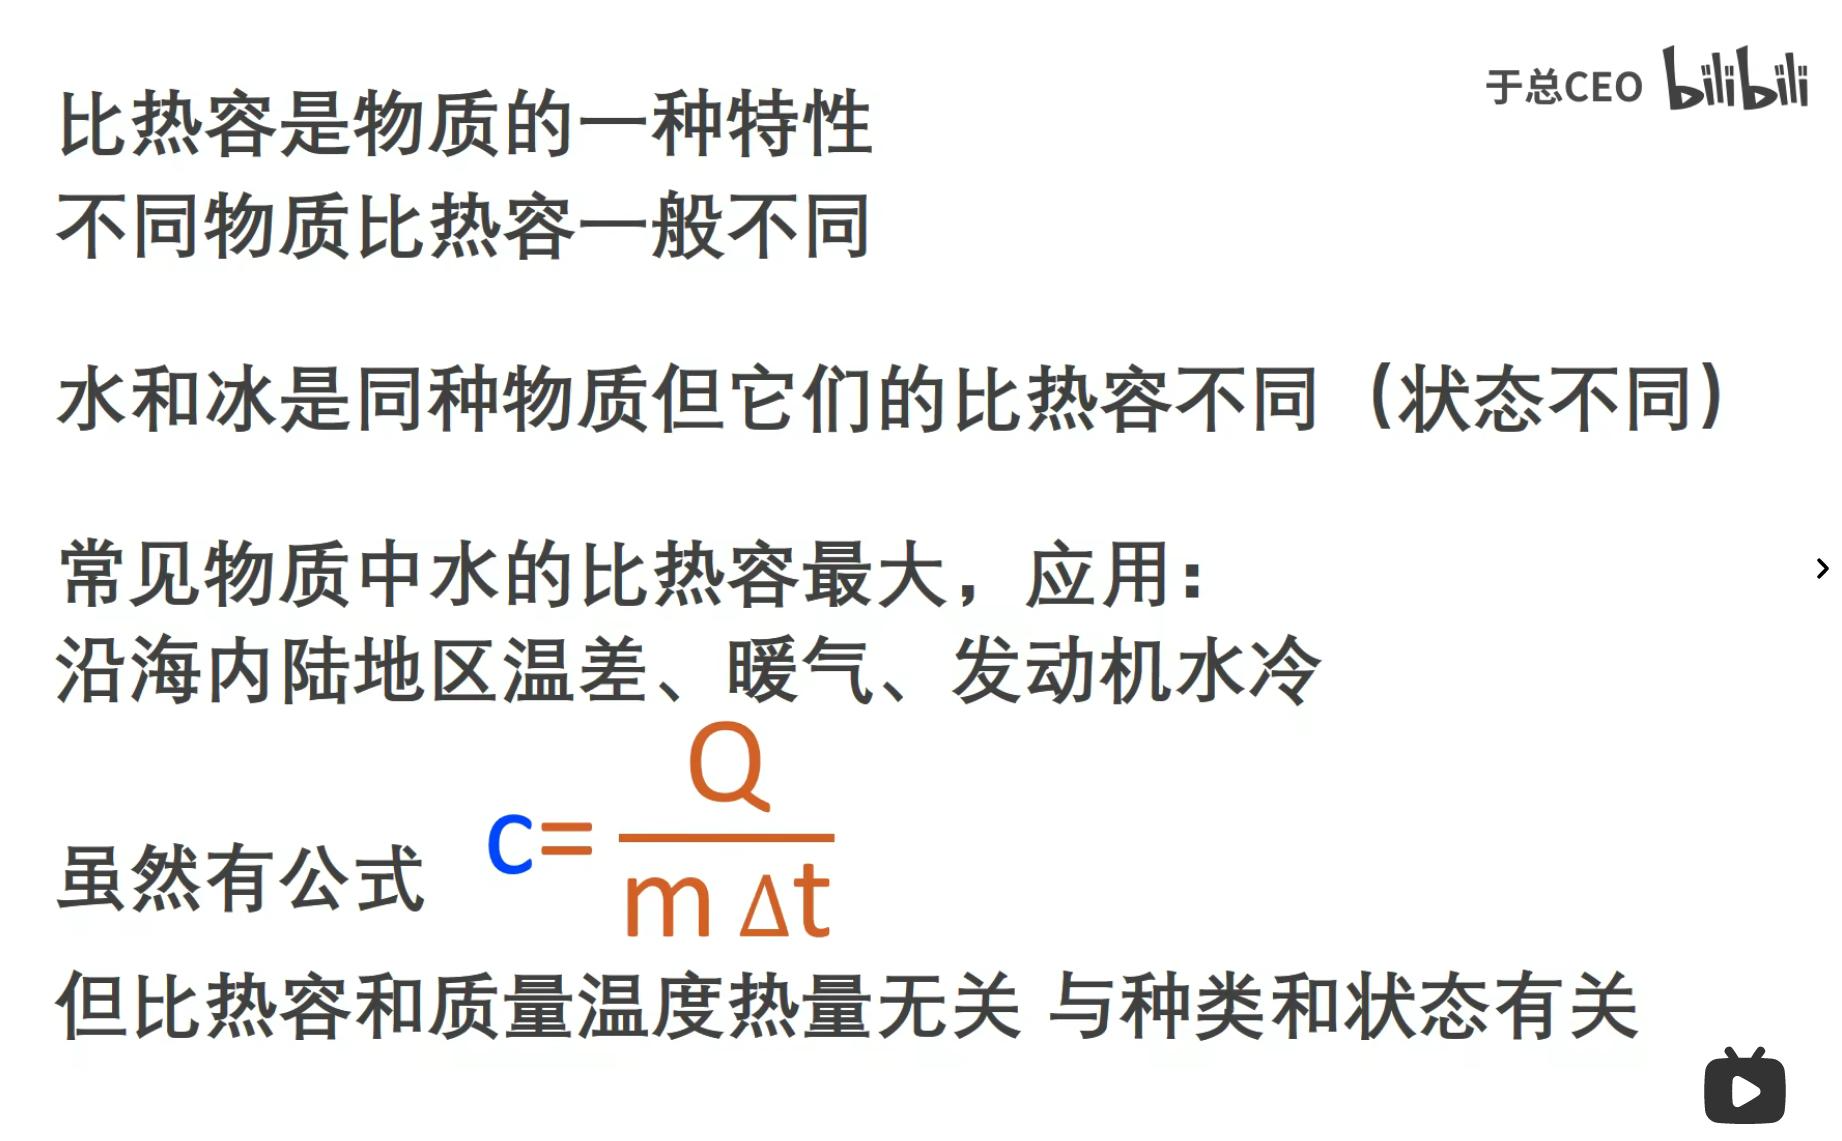 于总CEO bilibili
比热容是物质的一种特性
不同物质比热容一般不同
水和冰是同种物质但它们的比热容不同（状态不同）
常见物质中水的比热容最大，应用：
沿海内陆地区温差、暖气、发动机水冷
虽然有公式 c= Q
m Δt
但比热容和质量温度热量无关 与种类和状态有关